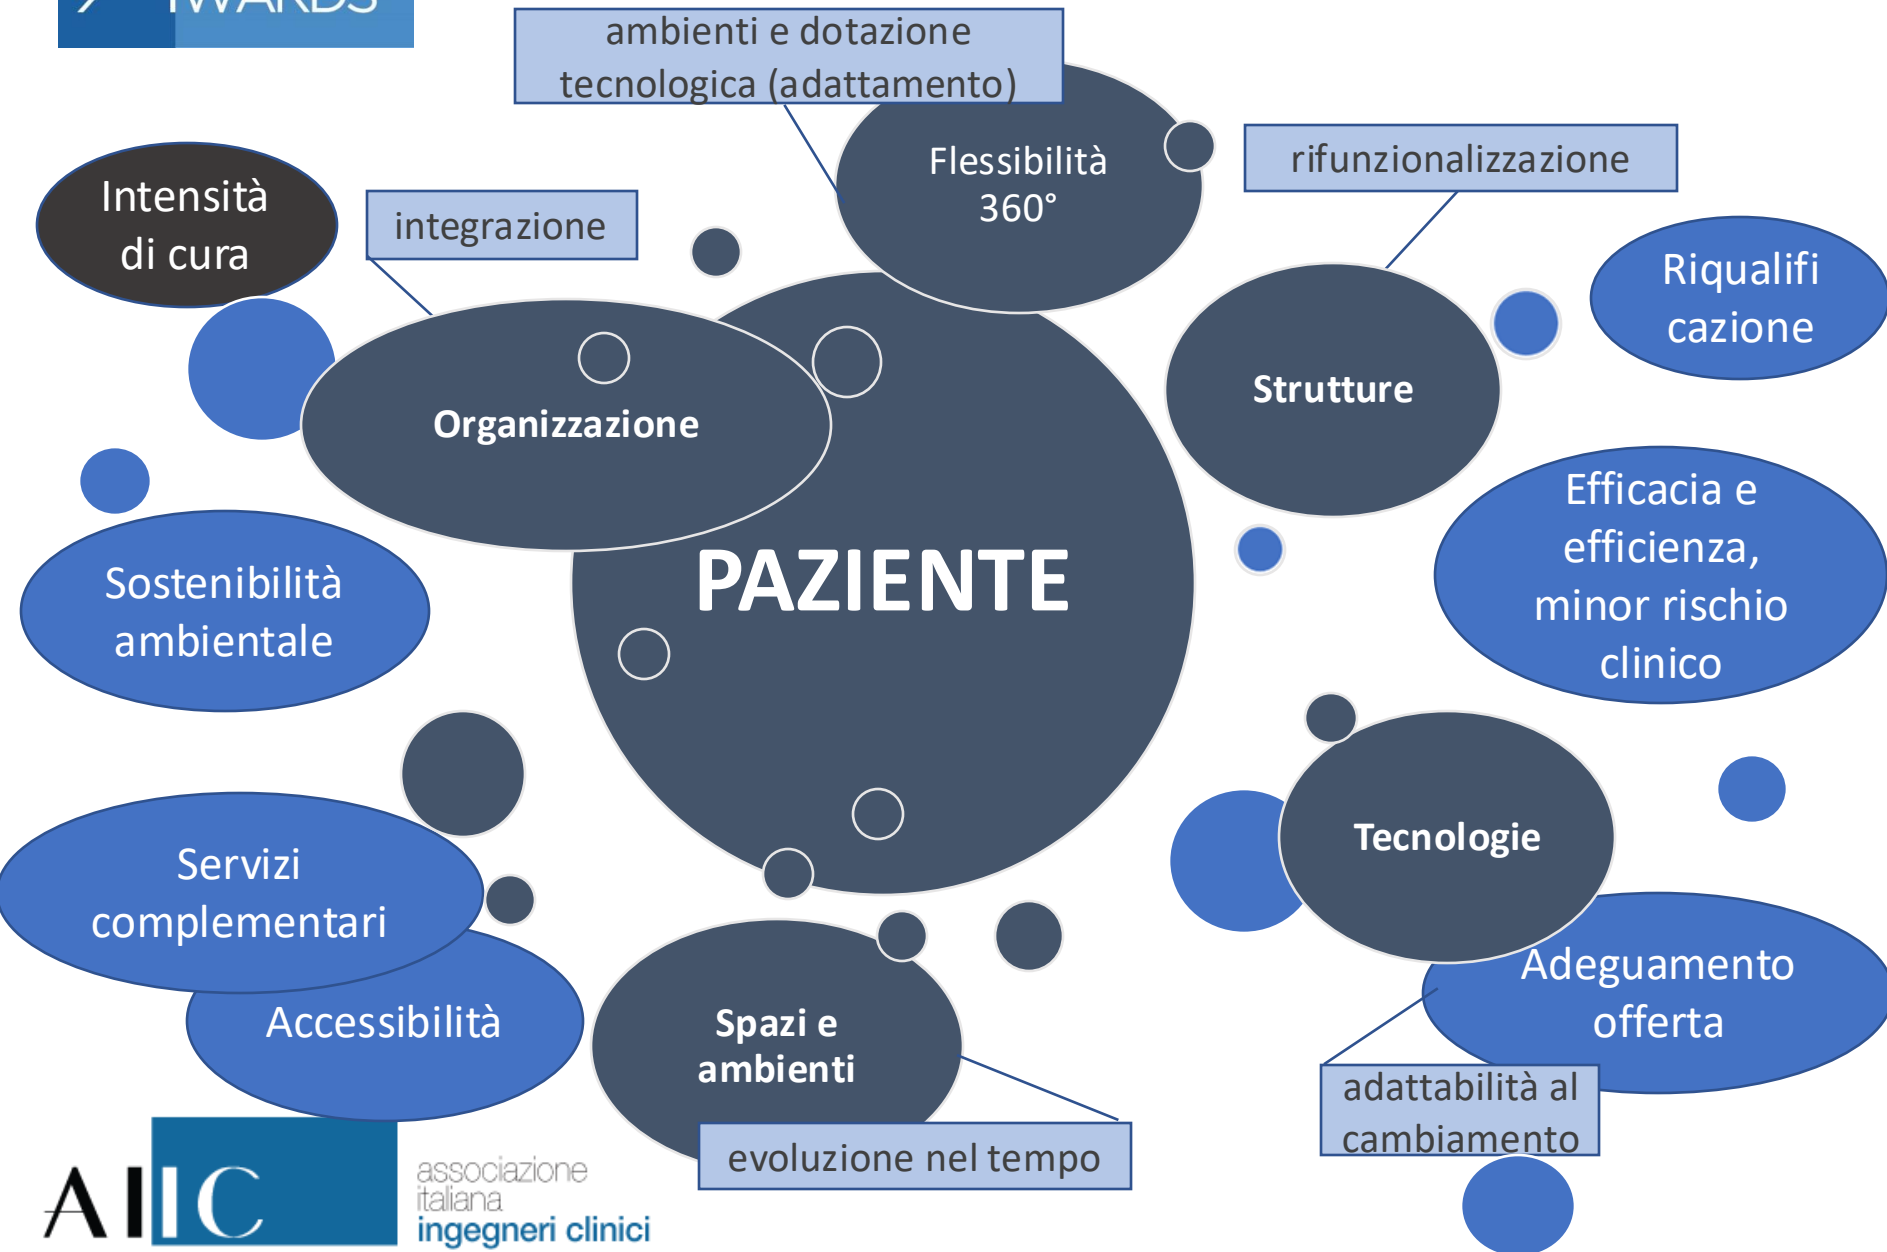 ambienti e dotazione
tecnologica (adattamento)
Flessibilità
360°
rifunzionalizzazione
Intensità
di cura
integrazione
Riqualifi
cazione
Organizzazione
Strutture
Efficacia e
efficienza,
minor rischio
clinico
PAZIENTE
Sostenibilità
ambientale
Tecnologie
Servizi
complementari
Accessibilità
Spazi e
ambienti
Adeguamento
offerta
adattabilità al
cambiamento
evoluzione nel tempo
AIIC
associazione
italiana
ingegneri clinici